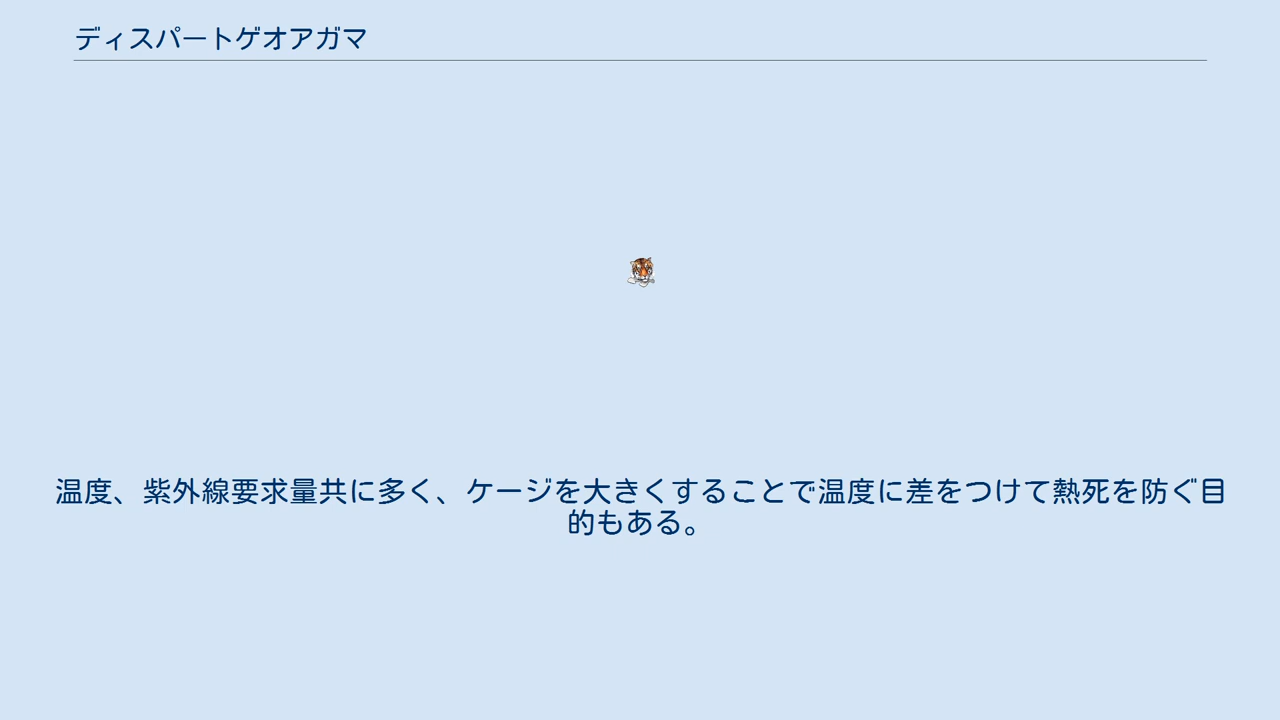 ディスパートゲオアガマ
温度、紫外線要求量共に多く、ケージを大きくすることで温度に差をつけて熱死を防ぐ目
的もある。